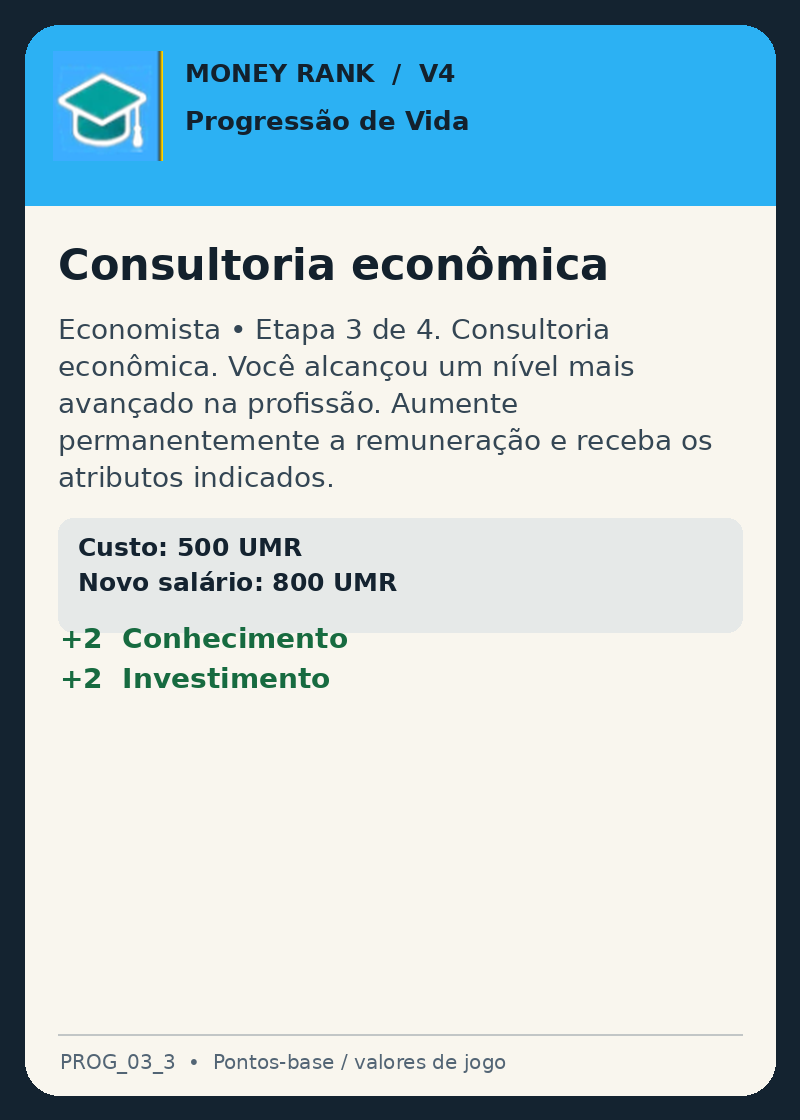 MONEY RANK / V4
Progressão de Vida
Consultoria econômica
Economista • Etapa 3 de 4. Consultoria
econômica. Você alcançou um nível mais
avançado na profissão. Aumente
permanentemente a remuneração e receba os
atributos indicados.
Custo: 500 UMR
Novo salário: 800 UMR
+2 Conhecimento
+2 Investimento
PROG_03_3 • Pontos-base / valores de jogo